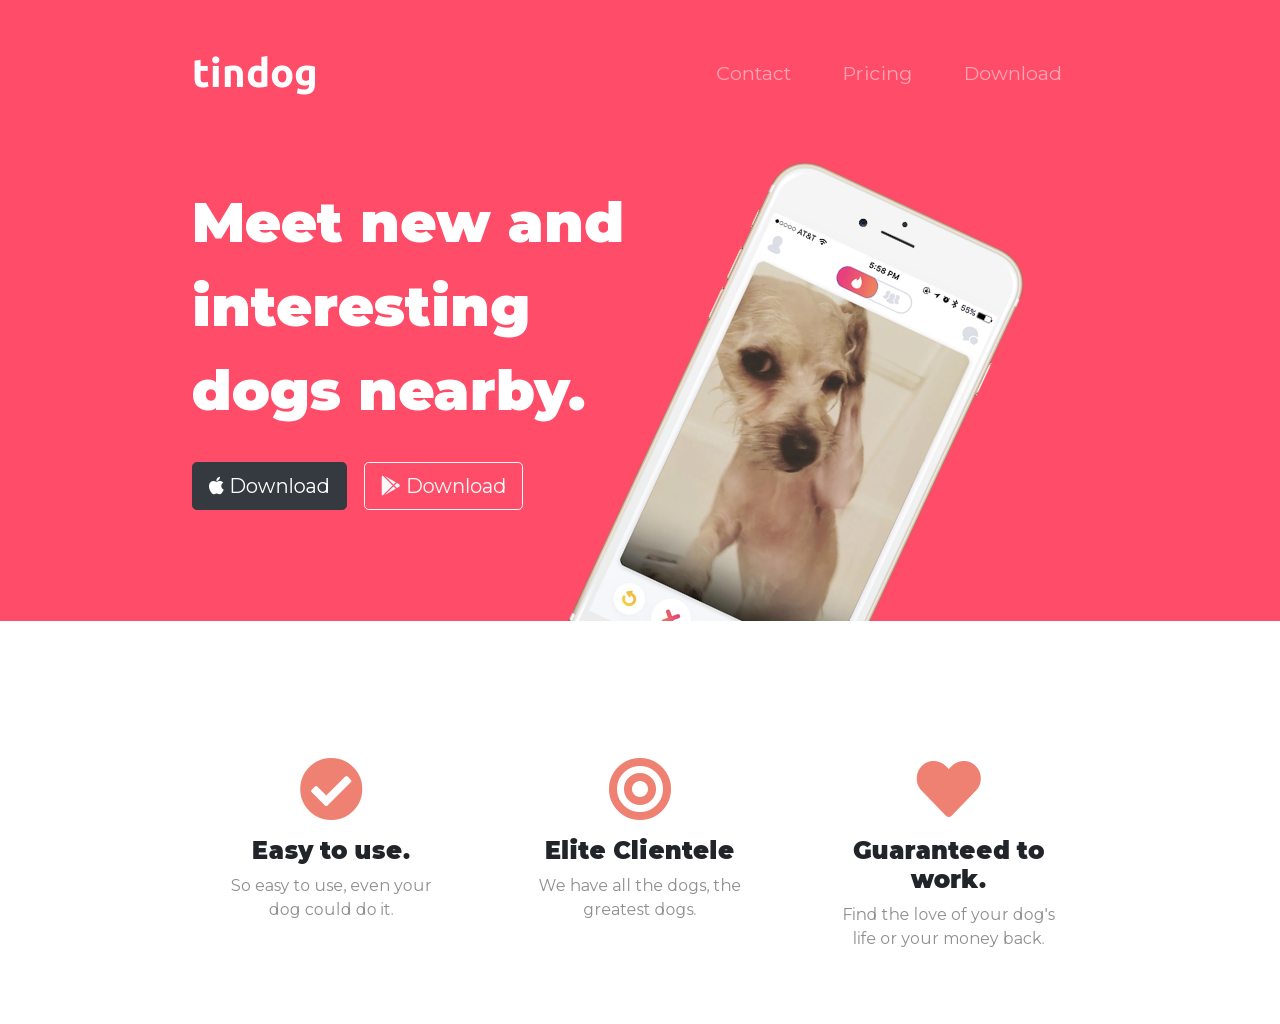 tindog
Contact Pricing Download
Meet new and
interesting
dogs nearby.
Download Download
AT&T 5:58 PM 55%
Easy to use. Elite Clientele Guaranteed to
work.
So easy to use, even your
dog could do it.
We have all the dogs, the
greatest dogs.
Find the love of your dog's
life or your money back.